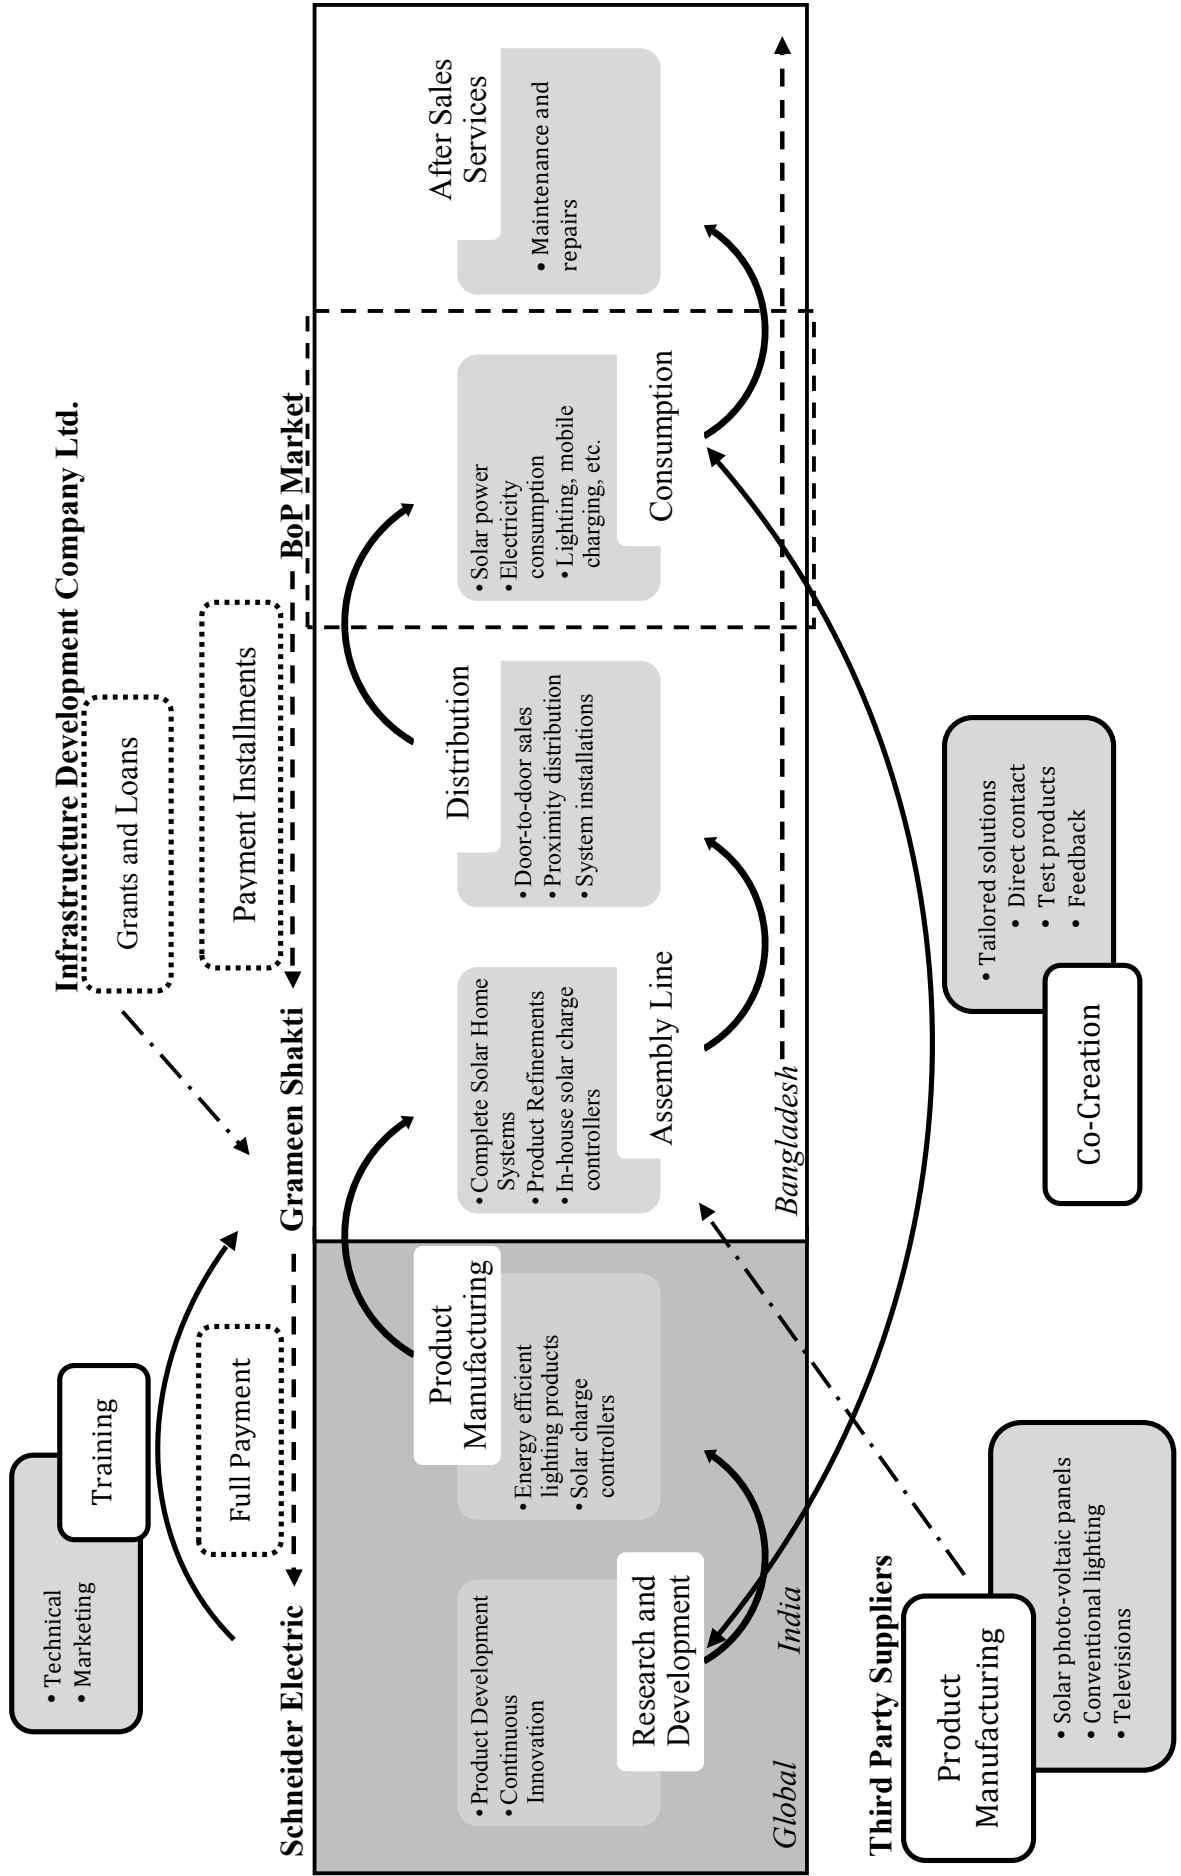 • Technical
• Marketing
Training
Infrastructure Development Company Ltd.
Grants and Loans
Full Payment
Payment Installments
Schneider Electric
Grameen Shakti
BoP Market
• Product Development
• Continuous
Innovation
Research and
Development
Product
Manufacturing
• Energy efficient
lighting products
• Solar charge
controllers
• Complete Solar Home
Systems
• Product Refinements
• In-house solar charge
controllers
Assembly Line
Distribution
• Door-to-door sales
• Proximity distribution
• System installations
• Solar power
• Electricity
consumption
• Lighting, mobile
charging, etc.
Consumption
After Sales
Services
• Maintenance and
repairs
Global
India
Bangladesh
Third Party Suppliers
Product
Manufacturing
• Solar photo-voltaic panels
• Conventional lighting
• Televisions
• Tailored solutions
• Direct contact
• Test products
• Feedback
Co-Creation